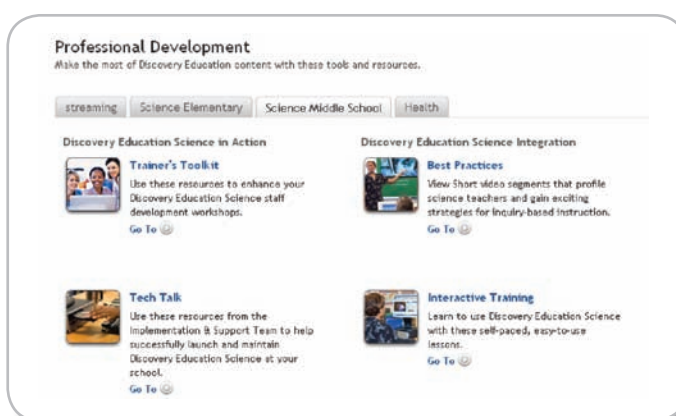 Professional Development
Make the most of Discovery Education content with these tools and resources.
streaming
Science Elementary
Science Middle School
Health
Discovery Education Science in Action
Trainer's Toolkit
Use these resources to enhance your
Discovery Education Science staff
development workshops.
Go To
Tech Talk
Use these resources from the
Implementation & Support Team to help
successfully launch and maintain
Discovery Education Science at your
school.
Go To
Discovery Education Science Integration
Best Practices
View Short video segments that profile
science teachers and gain exciting
strategies for inquiry-based instruction.
Go To
Interactive Training
Learn to use Discovery Education Science
with these self-paced, easy-to-use
lessons.
Go To